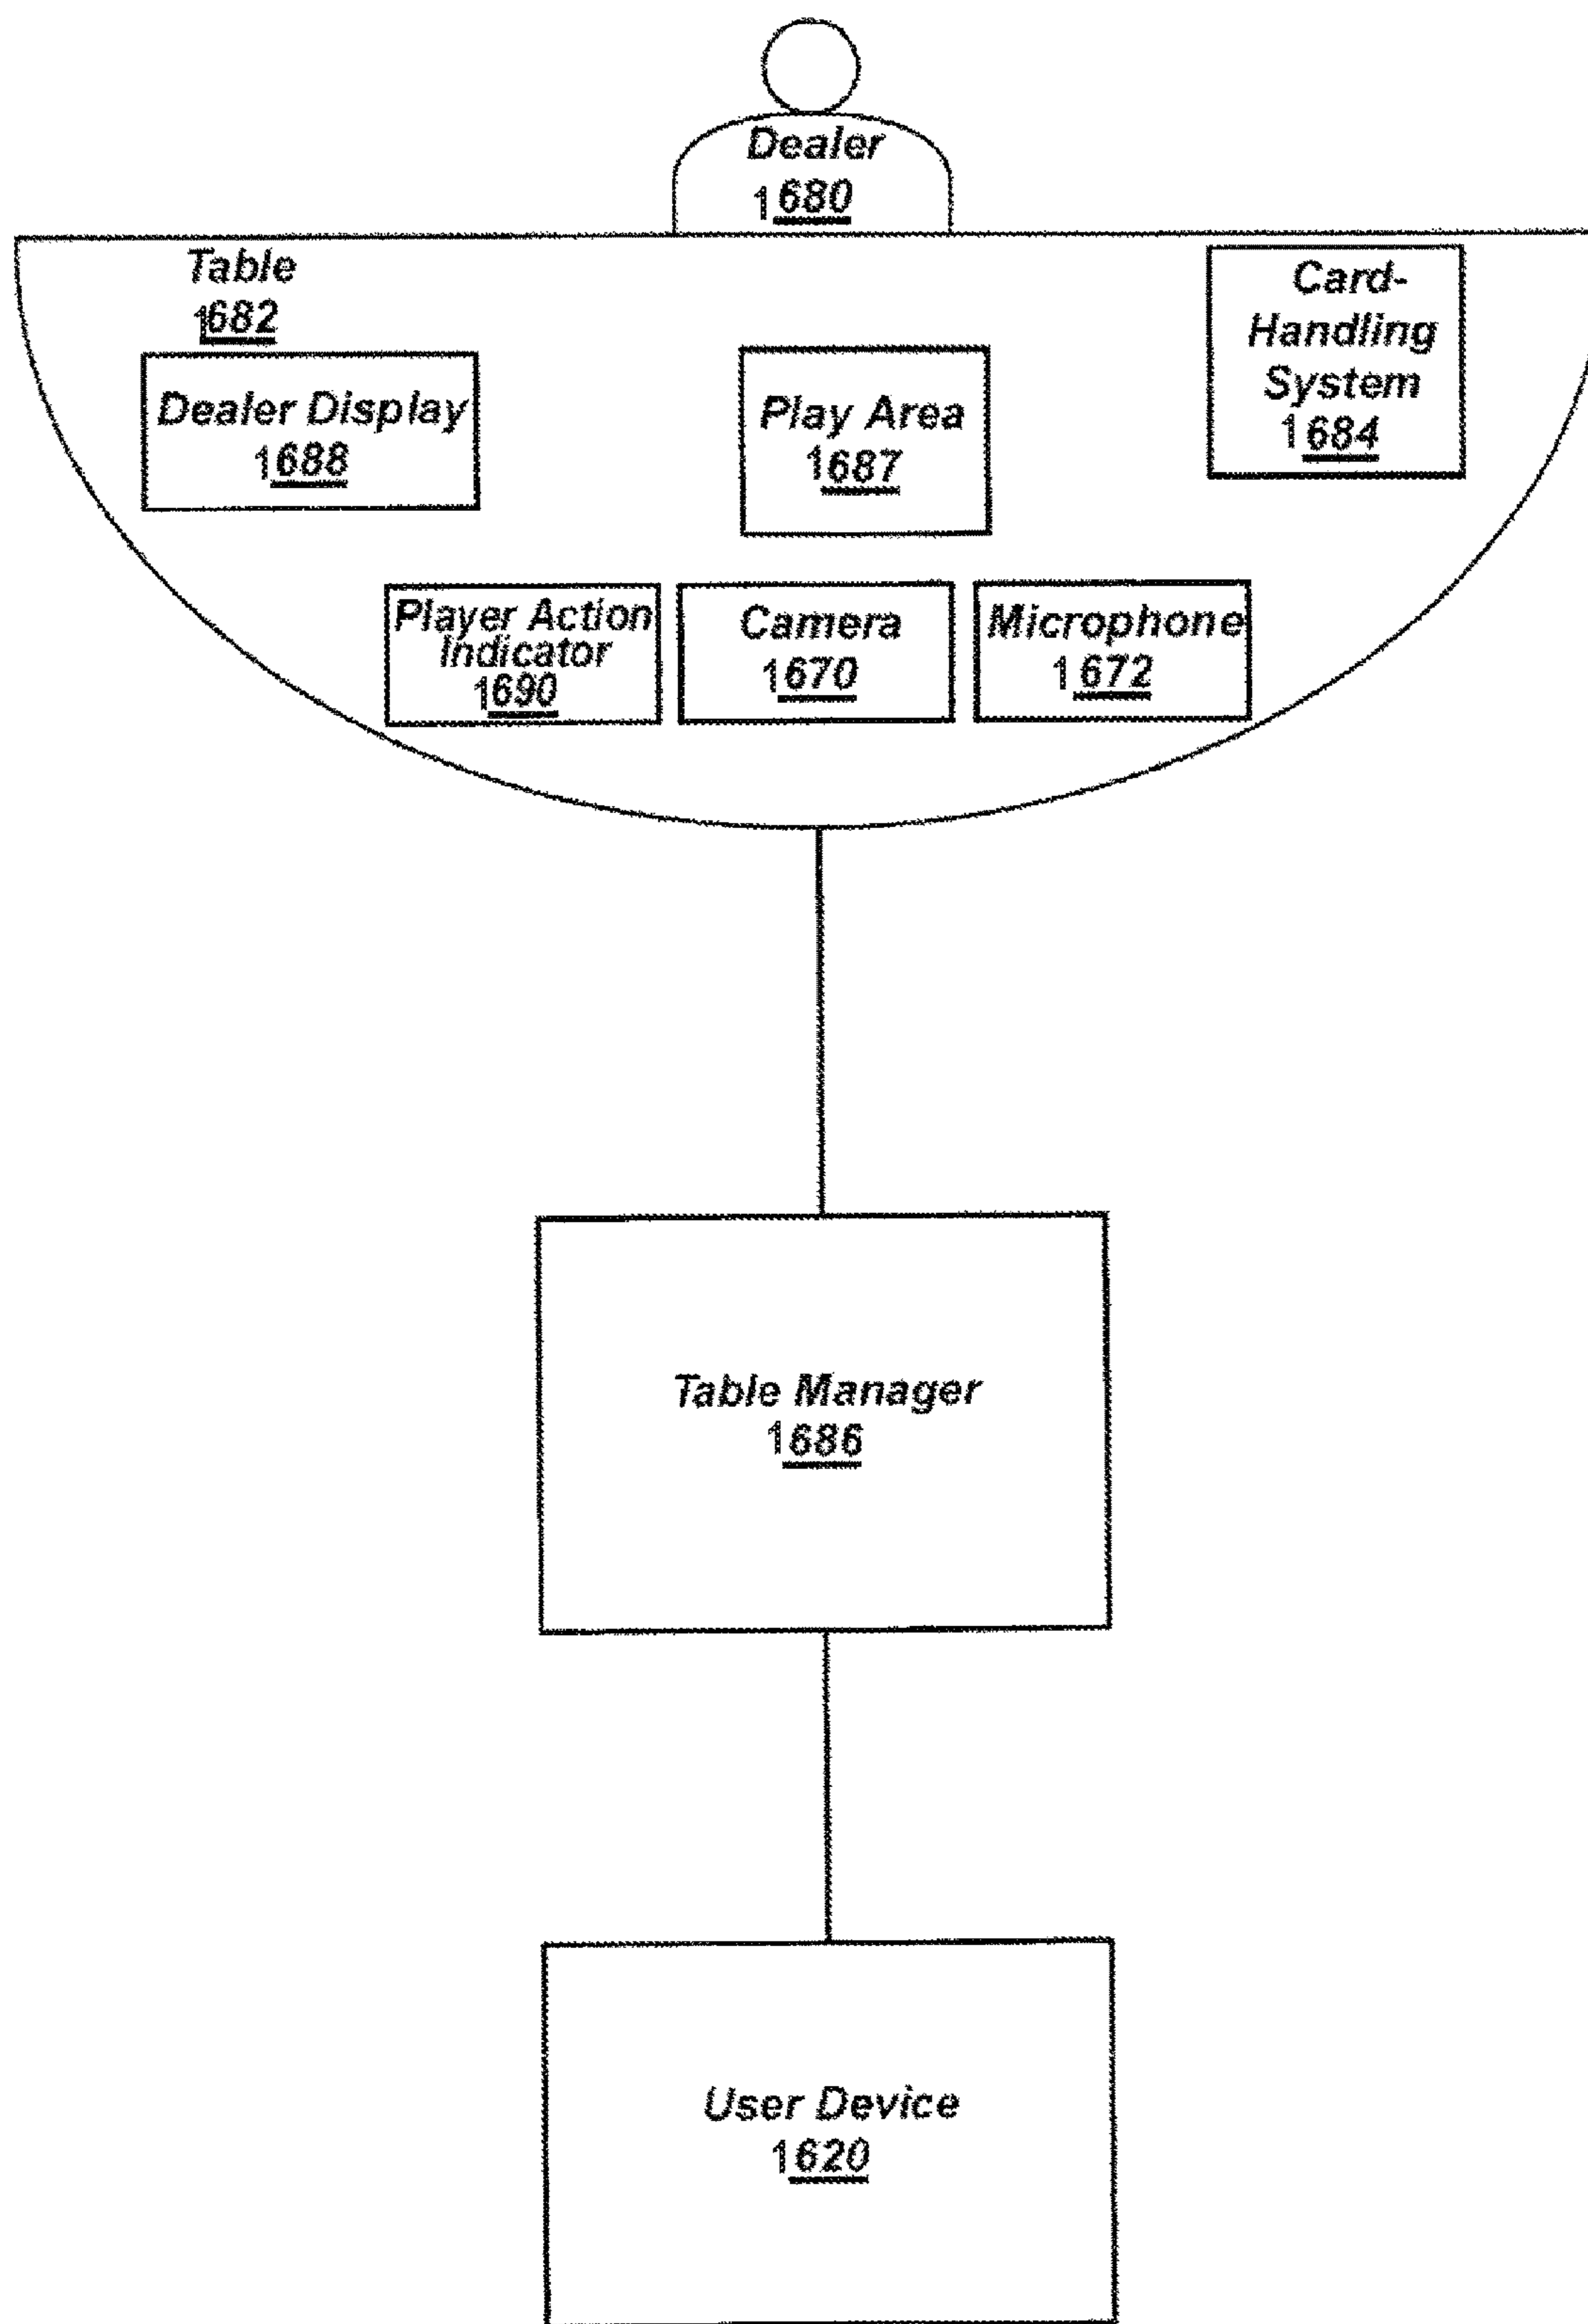 Dealer
1680
Table
1682
Card-
Handling
System
1684
Dealer Display
1688
Play Area
1687
Player Action
Indicator
1690
Camera
1670
Microphone
1672
Table Manager
1686
User Device
1620